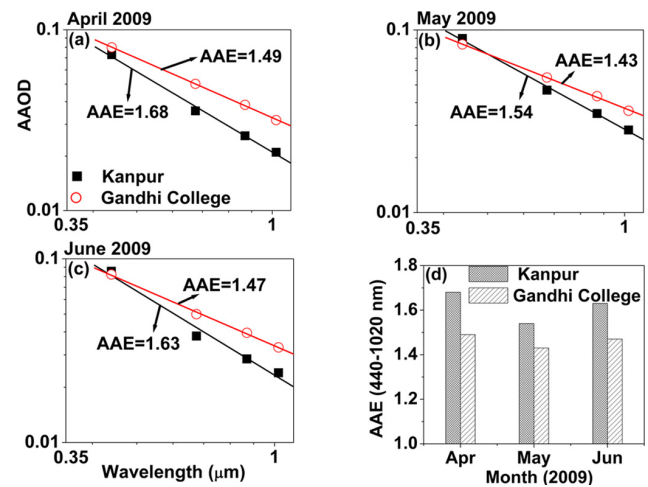 April 2009
0.1
(a)
AAE=1.49
AAE=1.68
AAOD
Kanpur
Gandhi College
0.01
0.35
1
May 2009
0.1
(b)
AAE=1.43
AAE=1.54
0.01
0.35
1
June 2009
0.1
(c)
AAE=1.47
AAE=1.63
0.01
0.35
1
Wavelength (μm)
1.8
(d)
Kanpur
Gandhi College
1.6
1.4
1.2
1.0
AAE (440-1020 nm)
Apr May Jun
Month (2009)